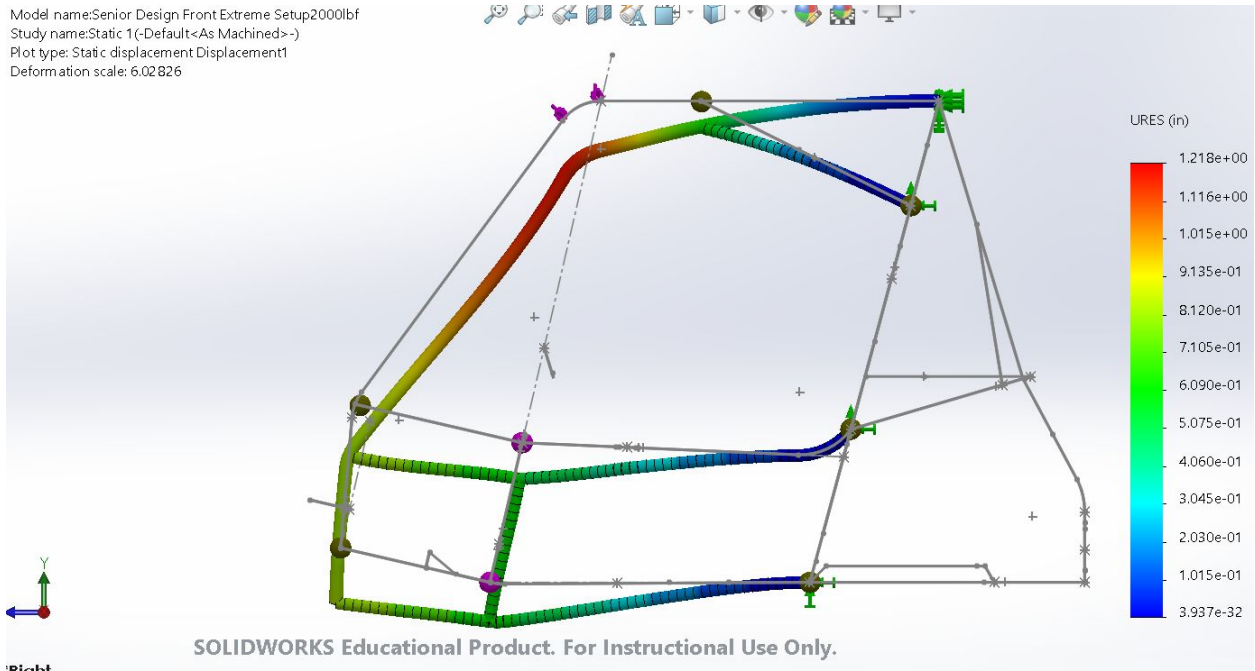 Model name:Senior Design Front Extreme Setup2000lbf
Study name:Static 1(-Default<As Machined>-)
Plot type: Static displacement Displacement1
Deformation scale: 6.02826
URES (in)
1.218e+00
1.116e+00
1.015e+00
9.135e-01
8.120e-01
7.105e-01
6.090e-01
5.075e-01
4.060e-01
3.045e-01
2.030e-01
1.015e-01
3.937e-32
Y
SOLIDWORKS Educational Product. For Instructional Use Only.
*Right